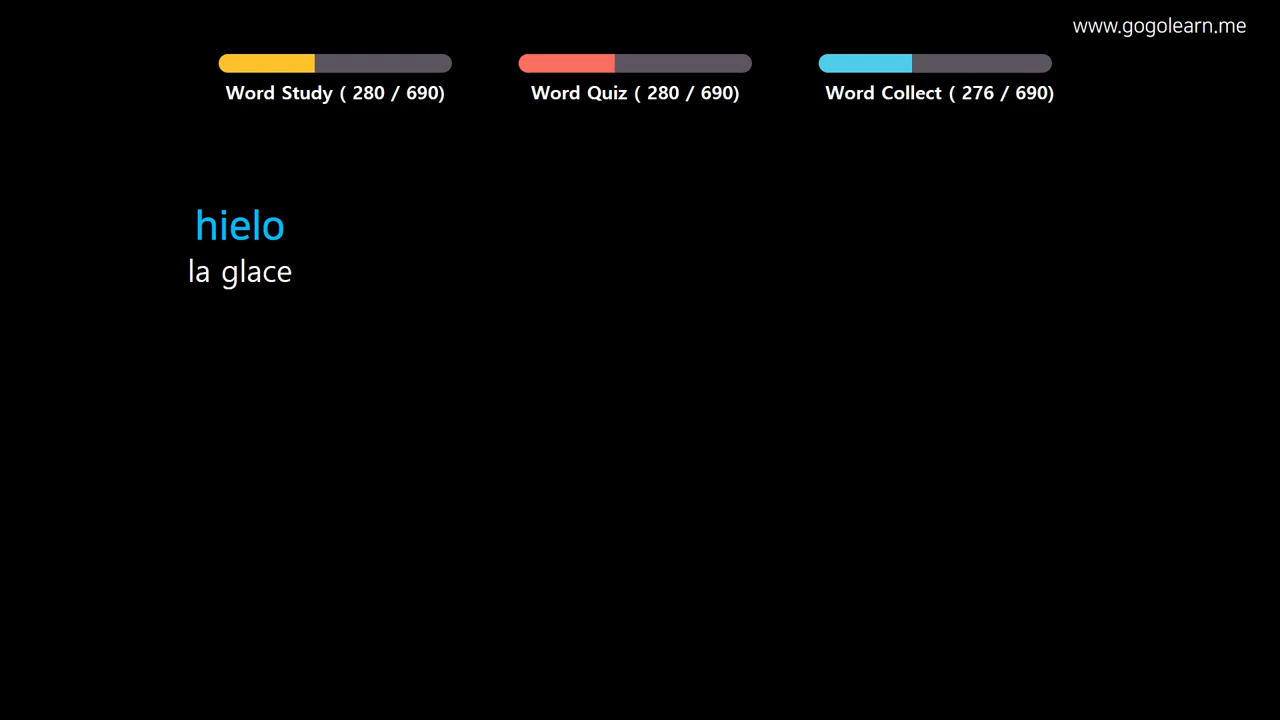 www.gogolearn.me
Word Study ( 280 / 690)
Word Quiz ( 280 / 690)
Word Collect ( 276 / 690)
hielo
la glace